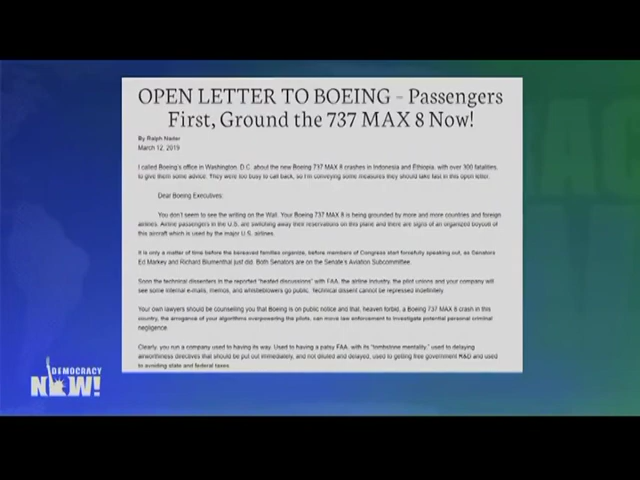 OPEN LETTER TO BOEING – Passengers
First, Ground the 737 MAX 8 Now!
By Ralph Nader
March 12, 2019
I called Boeing's office in Washington, D.C. about the new Boeing 737 MAX 8 crashes in Indonesia and Ethiopia, with over 300 fatalities,
to give them some advice. They were too busy to call back, so I'm conveying some measures they should take fast in this open letter.
Dear Boeing Executives:
You don't seem to see the writing on the Wall. Your Boeing 737 MAX 8 is being grounded by more and more countries and foreign
airlines. Airline passengers in the U.S. are switching away their reservations on this plane and there are signs of an organized boycott of
this aircraft which is used by the major U.S. airlines.
It is only a matter of time before the bereaved families organize, before members of Congress start forcefully speaking out, as Senators
Ed Markey and Richard Blumenthal just did. Both Senators are on the Senate's Aviation Subcommittee.
Soon the technical dissenters in the reported "heated discussions" with FAA, the airline industry, the pilot unions and your company will
see some internal e-mails, memos, and whistleblowers go public. Technical dissent cannot be repressed indefinitely.
Your own lawyers should be counselling you that Boeing is on public notice and that, heaven forbid, a Boeing 737 MAX 8 crash in this
country, the arrogance of your algorithms overpowering the pilots, can move law enforcement to investigate potential personal criminal
negligence.
Clearly, you run a company used to having its way. Used to having a patsy FAA, with its "tombstone mentality," used to delaying
airworthiness directives that should be put out immediately, and not diluted and delayed, used to getting free government R&D and used
to avoiding state and federal taxes.
DEMOCRACY
NOW!